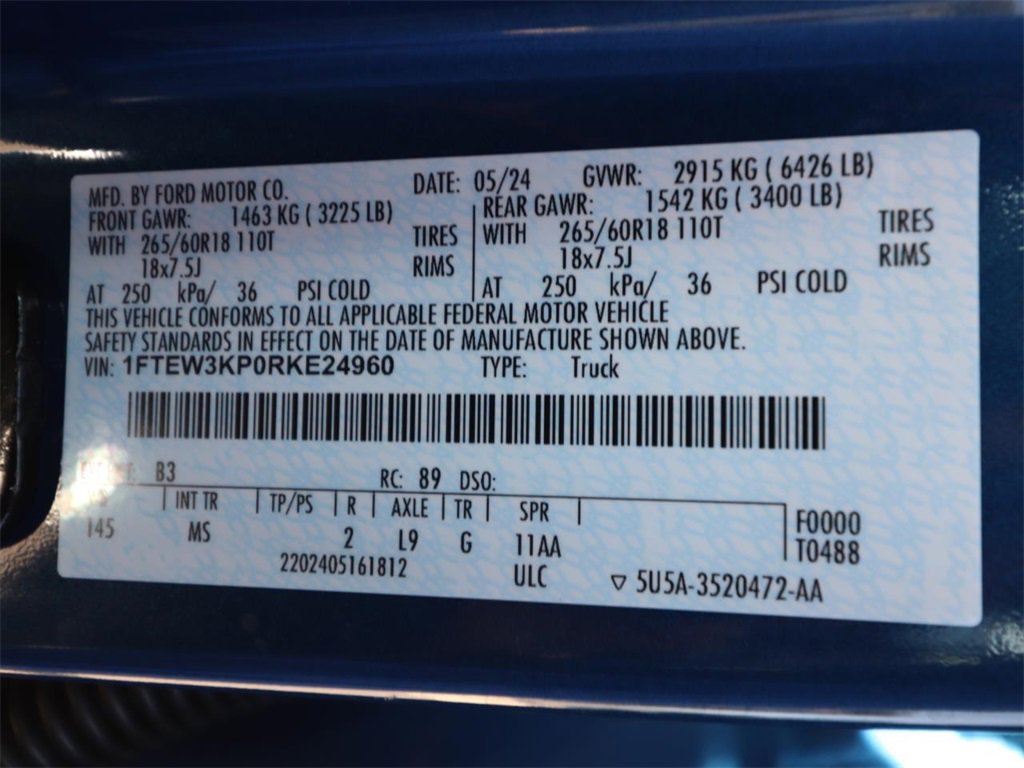 MFD. BY FORD MOTOR CO. DATE: 05/24 GVWR: 2915 KG ( 6426 LB)
FRONT GAWR: 1463 KG ( 3225 LB) REAR GAWR: 1542 KG ( 3400 LB)
WITH 265/60R18 110T TIRES WITH 265/60R18 110T TIRES
18x7.5J RIMS 18x7.5J RIMS
AT 250 kPa/ 36 PSI COLD AT 250 kPa/ 36 PSI COLD
THIS VEHICLE CONFORMS TO ALL APPLICABLE FEDERAL MOTOR VEHICLE
SAFETY STANDARDS IN EFFECT ON THE DATE OF MANUFACTURE SHOWN ABOVE.
VIN: 1FTEW3KP0RKE24960 TYPE: Truck
B3 RC: 89 DSO:
INT TR TP/PS R AXLE TR SPR F0000
145 MS 2 L9 G 11AA T0488
2202405161812 ULC ▽ 5U5A-3520472-AA